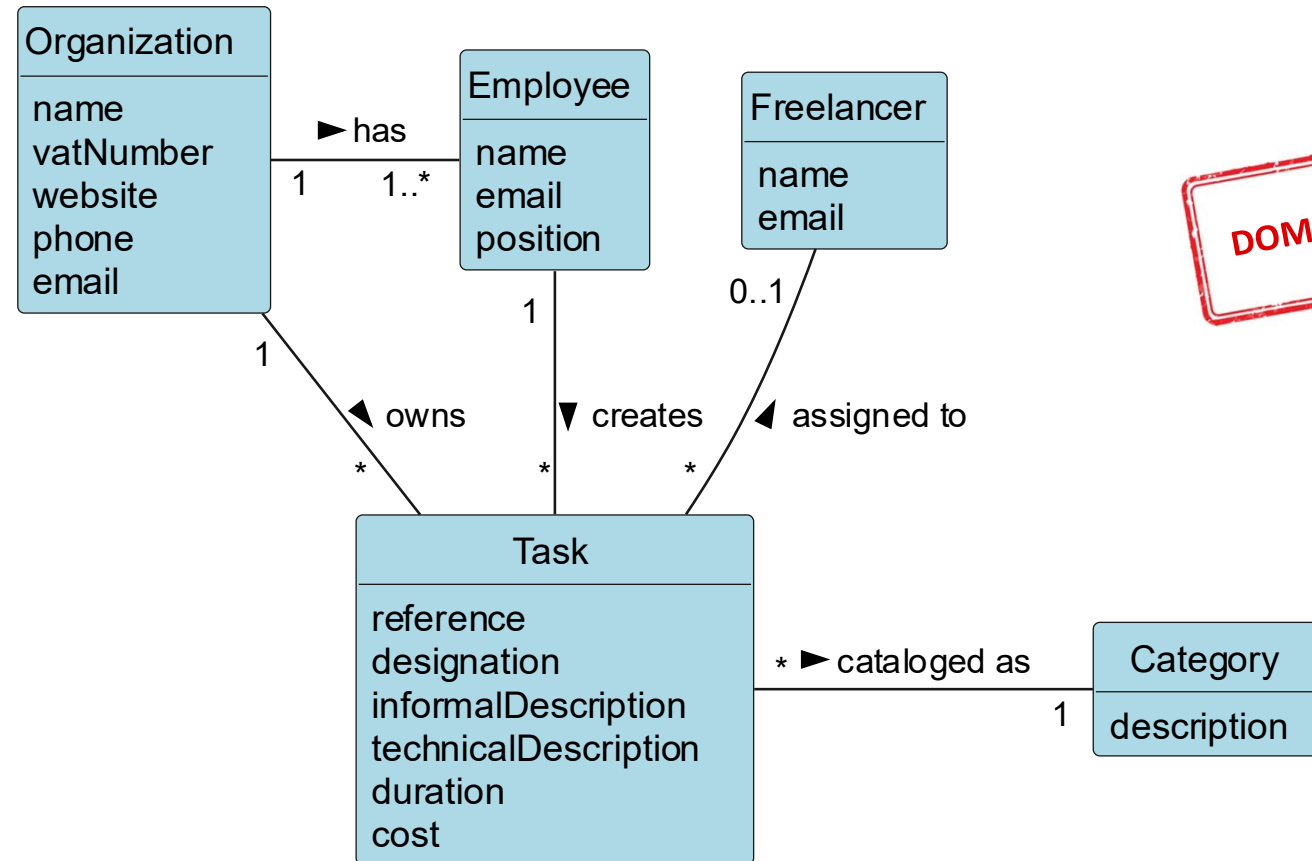 Organization
name
vatNumber
website
phone
email
Employee
name
email
position
Freelancer
name
email
has
1
1..*
1
owns
*
1
creates
*
0..1
assigned to
*
Task
reference
designation
informalDescription
technicalDescription
duration
cost
*
cataloged as
1
Category
description
DOM